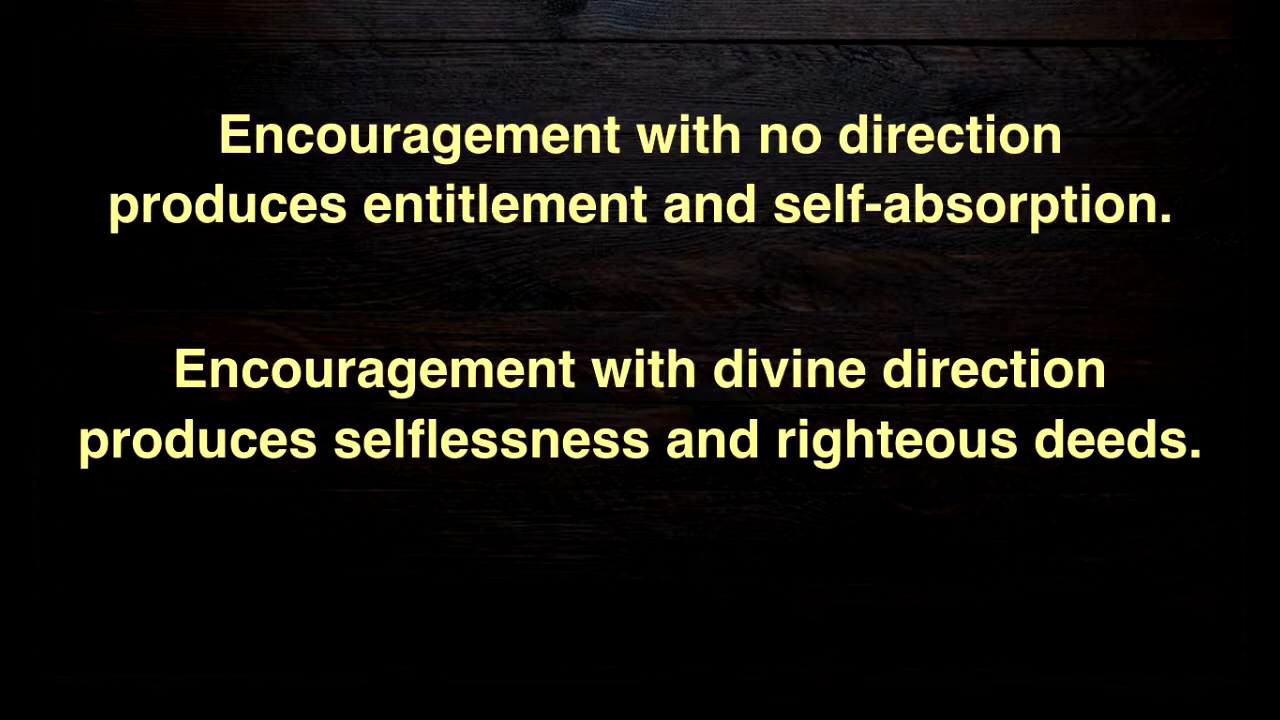 Encouragement with no direction
produces entitlement and self-absorption.
Encouragement with divine direction
produces selflessness and righteous deeds.